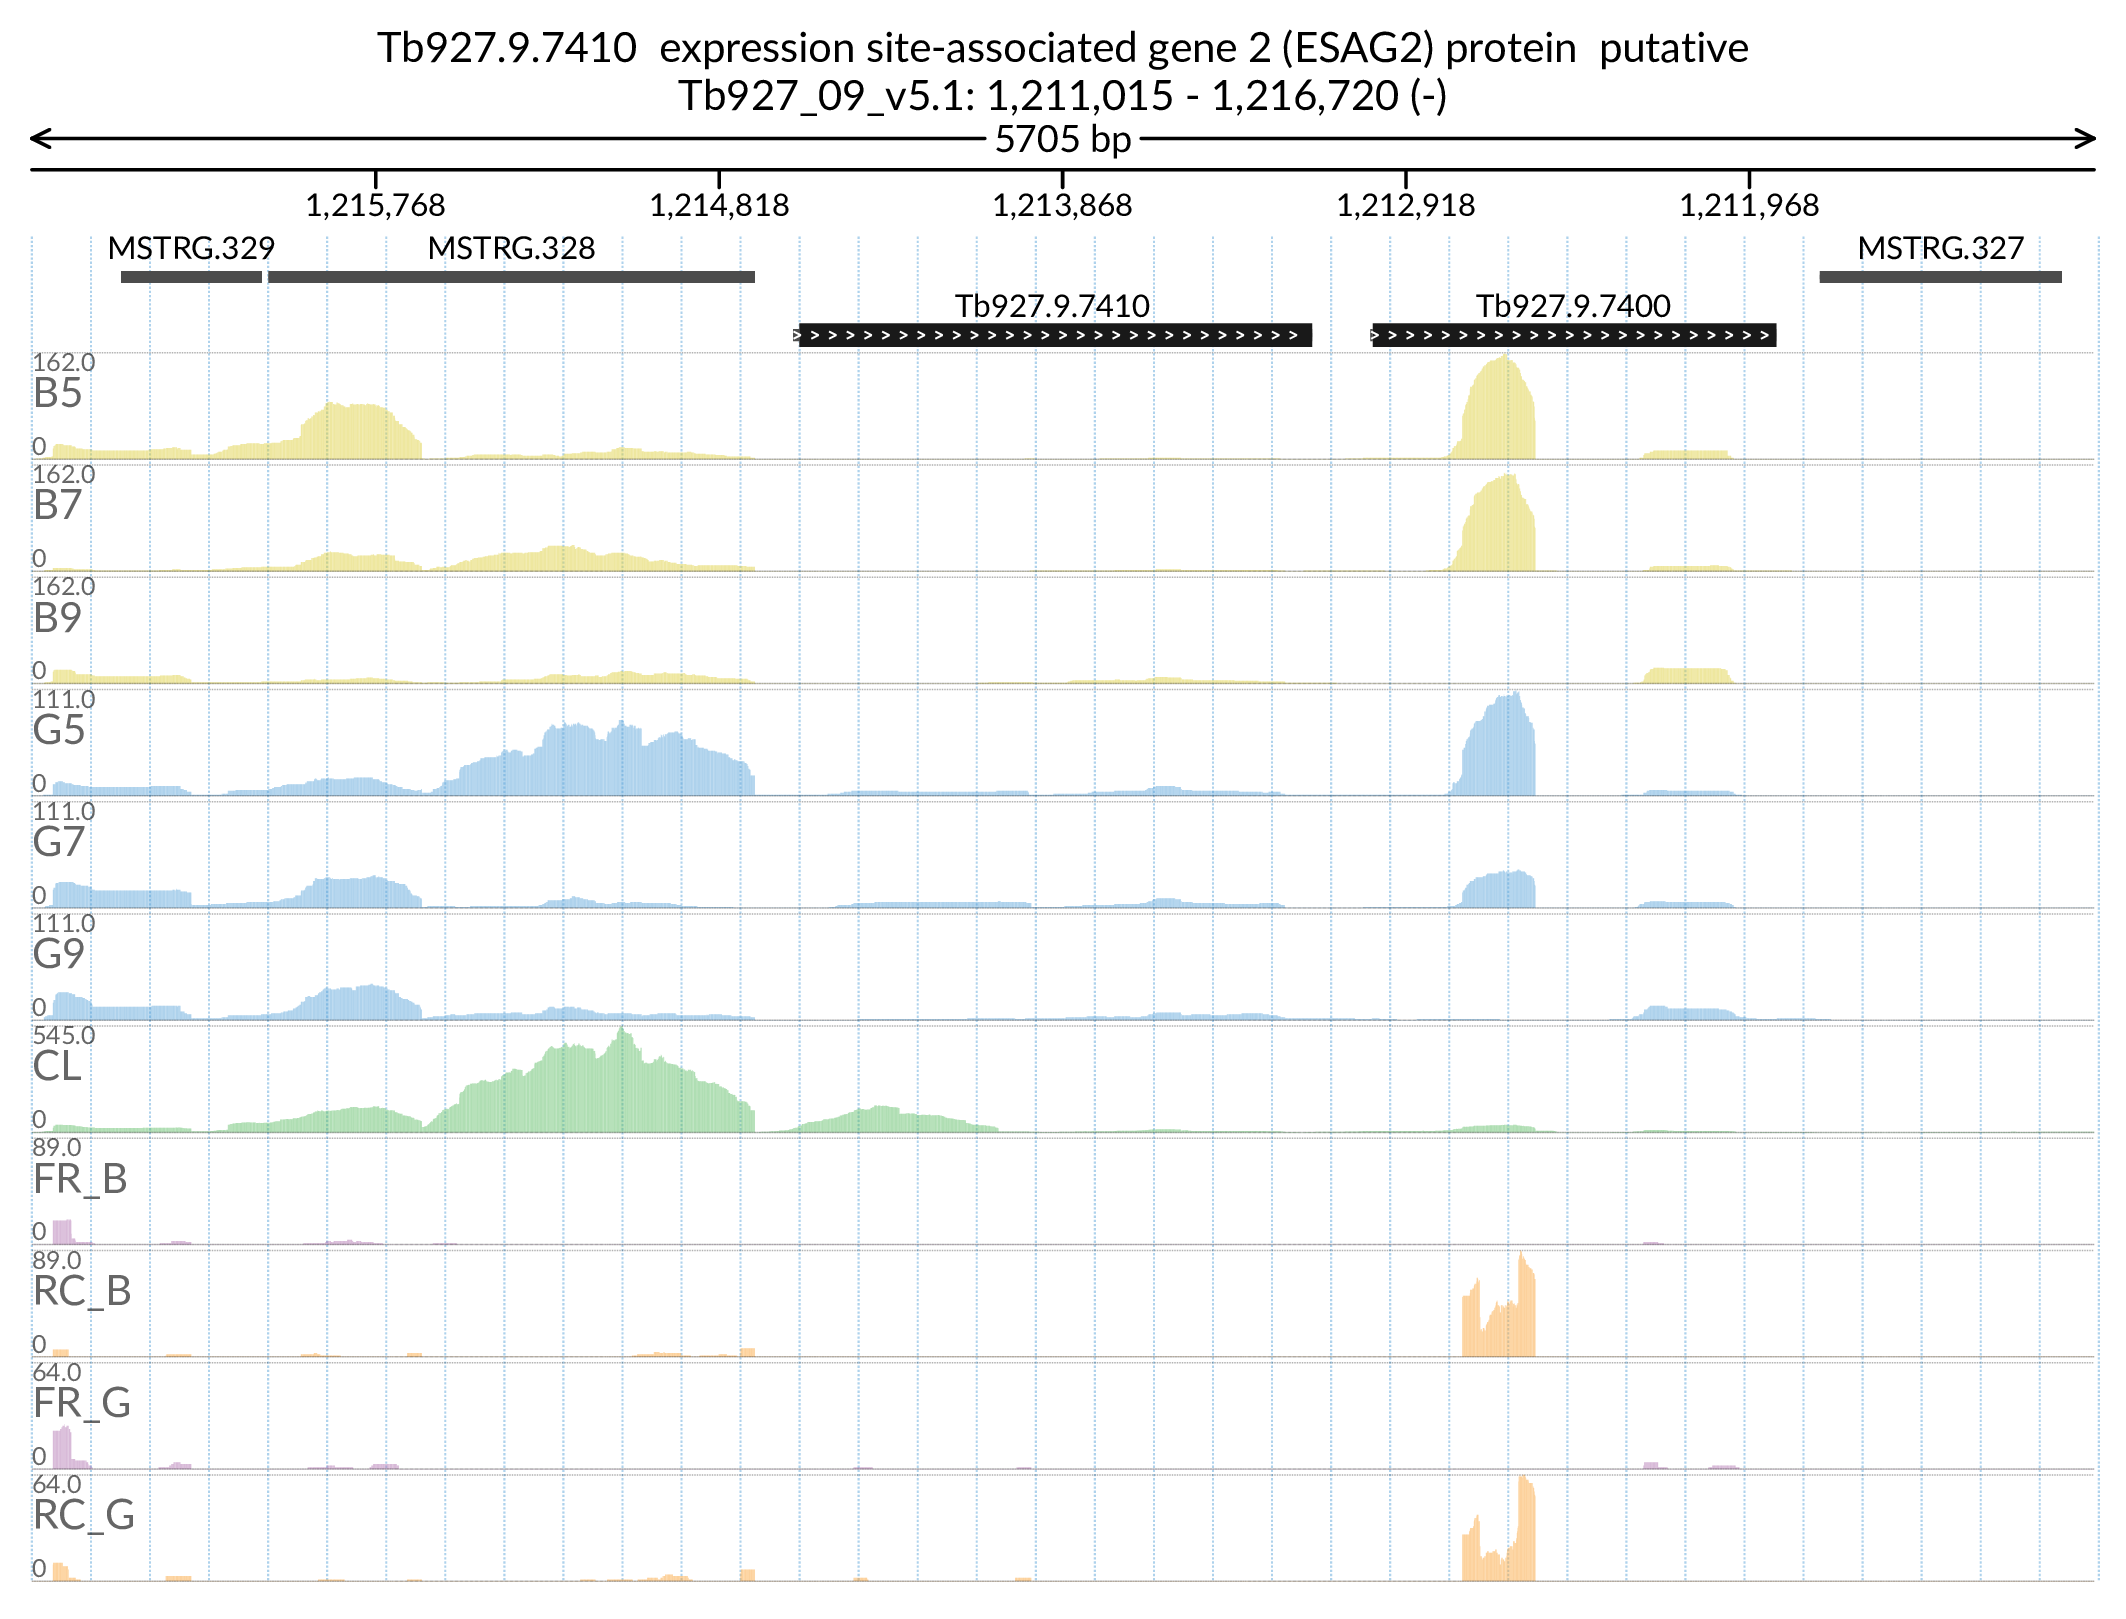 Tb927.9.7410  expression site-associated gene 2 (ESAG2) protein  putative
Tb927_09_v5.1: 1,211,015 - 1,216,720 (-)
5705 bp
1,215,768 1,214,818 1,213,868 1,212,918 1,211,968
MSTRG.329 MSTRG.328 MSTRG.327
Tb927.9.7410 Tb927.9.7400
162.0
B5
0
162.0
B7
0
162.0
B9
0
111.0
G5
0
111.0
G7
0
111.0
G9
0
545.0
CL
0
89.0
FR_B
0
89.0
RC_B
0
64.0
FR_G
0
64.0
RC_G
0